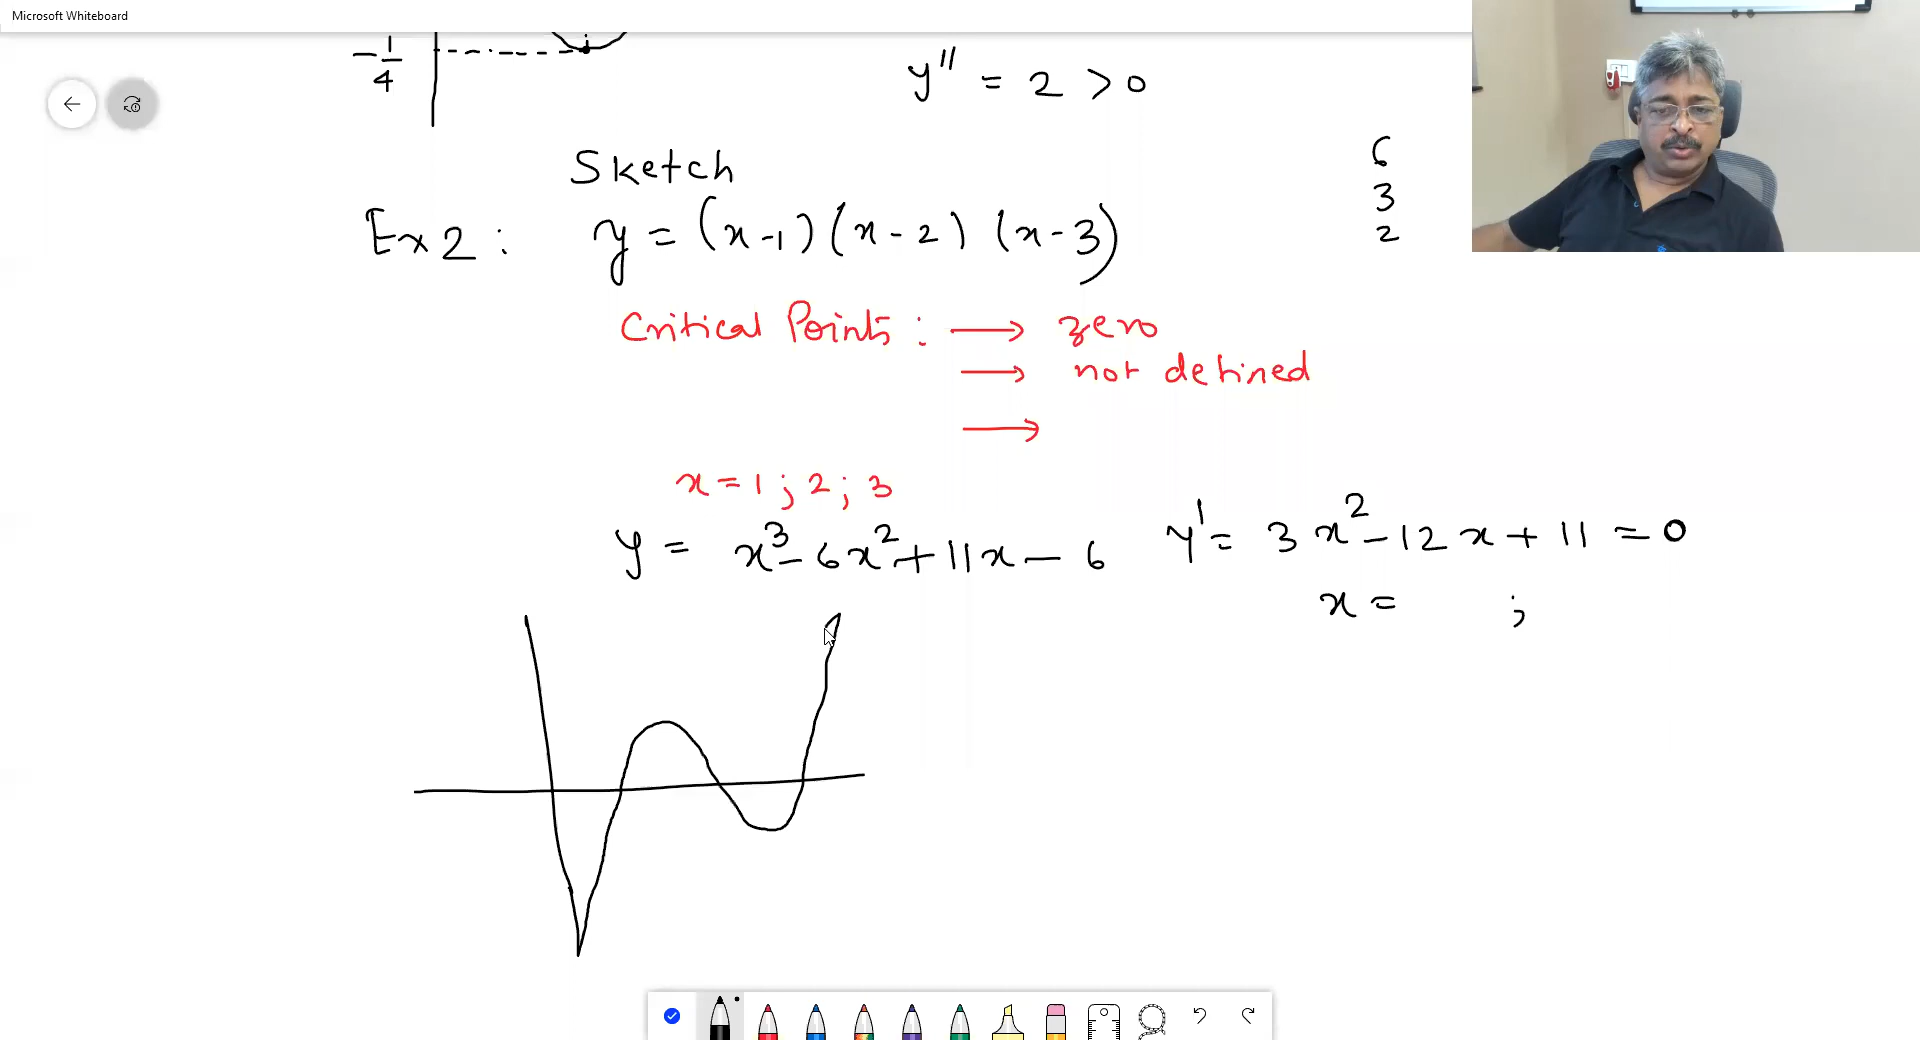 Microsoft Whiteboard
-1/4
y'' = 2 > 0
Sketch
Ex 2 : y = (x-1)(x-2)(x-3)
6
3
2
Critical Points : → zero
→ not defined
→
x = 1 ; 2 ; 3
y = x³ - 6x² + 11x - 6
y' = 3x² - 12x + 11 = 0
x = ;